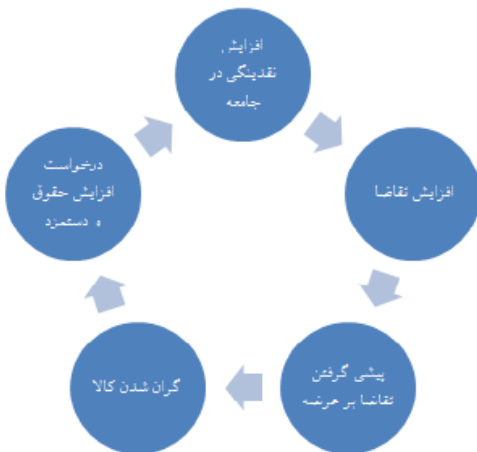 افزایش
نقدینگی در
جامعه
افزایش تقاضا
پیشی گرفتن
تقاضا بر عرضه
گران شدن کالا
درخواست
افزایش حقوق
و دستمزد